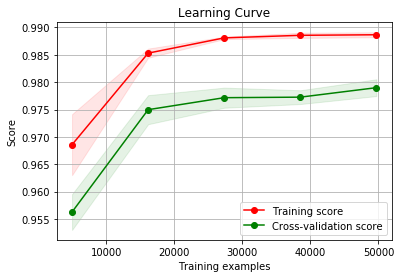 Learning Curve
0.990
0.985
0.980
0.975
0.970
0.965
0.960
0.955
Score
Training score
Cross-validation score
10000 20000 30000 40000 50000
Training examples